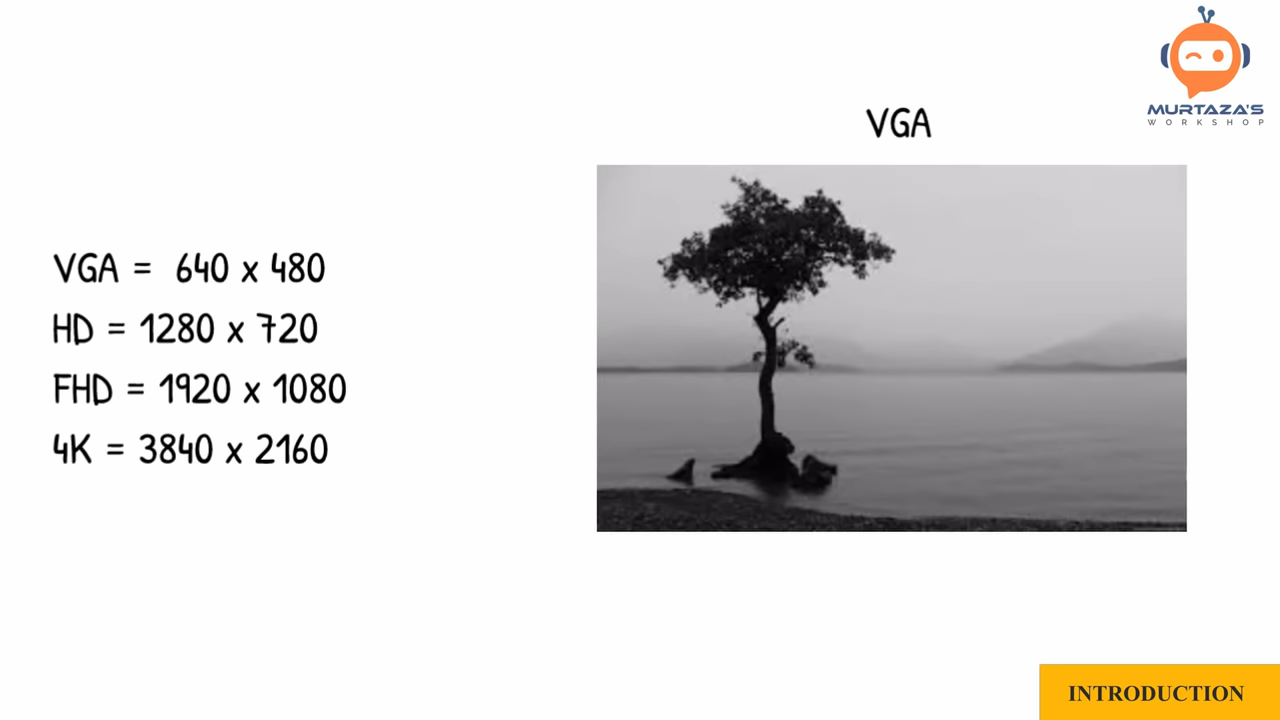 MURTAZA'S
WORKSHOP
VGA
VGA = 640 x 480
HD = 1280 x 720
FHD = 1920 x 1080
4K = 3840 x 2160
INTRODUCTION